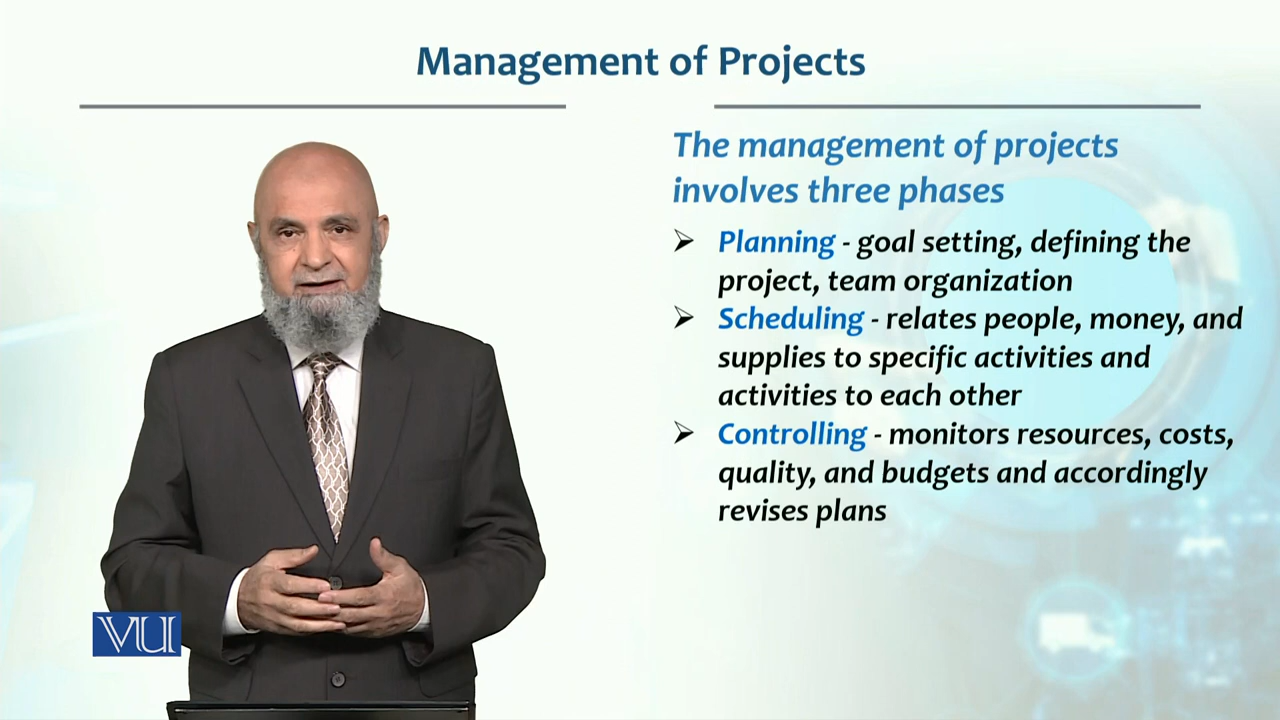 Management of Projects
The management of projects
involves three phases
➢ Planning - goal setting, defining the
project, team organization
➢ Scheduling - relates people, money, and
supplies to specific activities and
activities to each other
➢ Controlling - monitors resources, costs,
quality, and budgets and accordingly
revises plans
VU